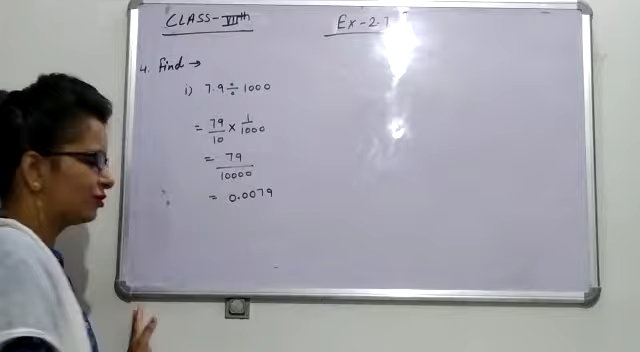 CLASS-VIIth
Ex-2.7
4. find →
i) 7.9 ÷ 1000
= 79/10 × 1/1000
= 79/10000
= 0.0079